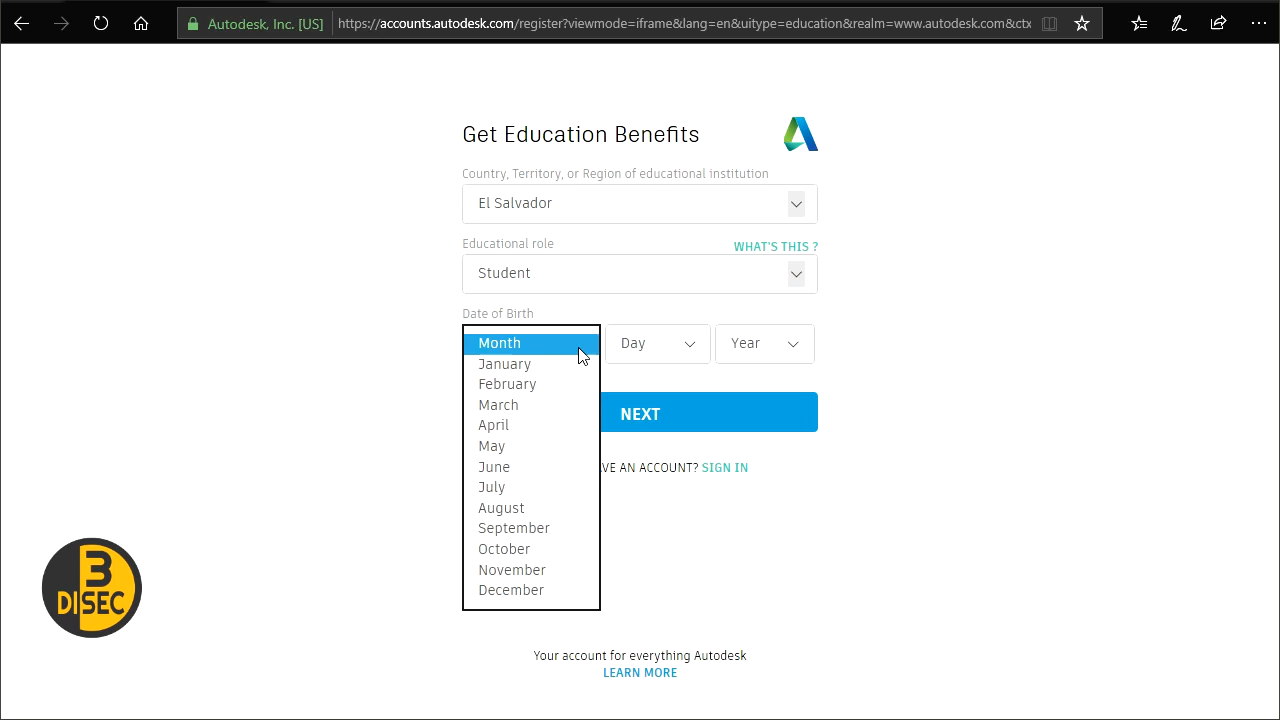 Autodesk, Inc. [US]
https://accounts.autodesk.com/register?viewmode=iframe&lang=en&uitype=education&realm=www.autodesk.com&ctx
Get Education Benefits
Country, Territory, or Region of educational institution
El Salvador
Educational role
WHAT'S THIS ?
Student
Date of Birth
Month
Day
Year
January
February
March
April
May
June
July
August
September
October
November
December
NEXT
VE AN ACCOUNT? SIGN IN
3
DISEC
Your account for everything Autodesk
LEARN MORE